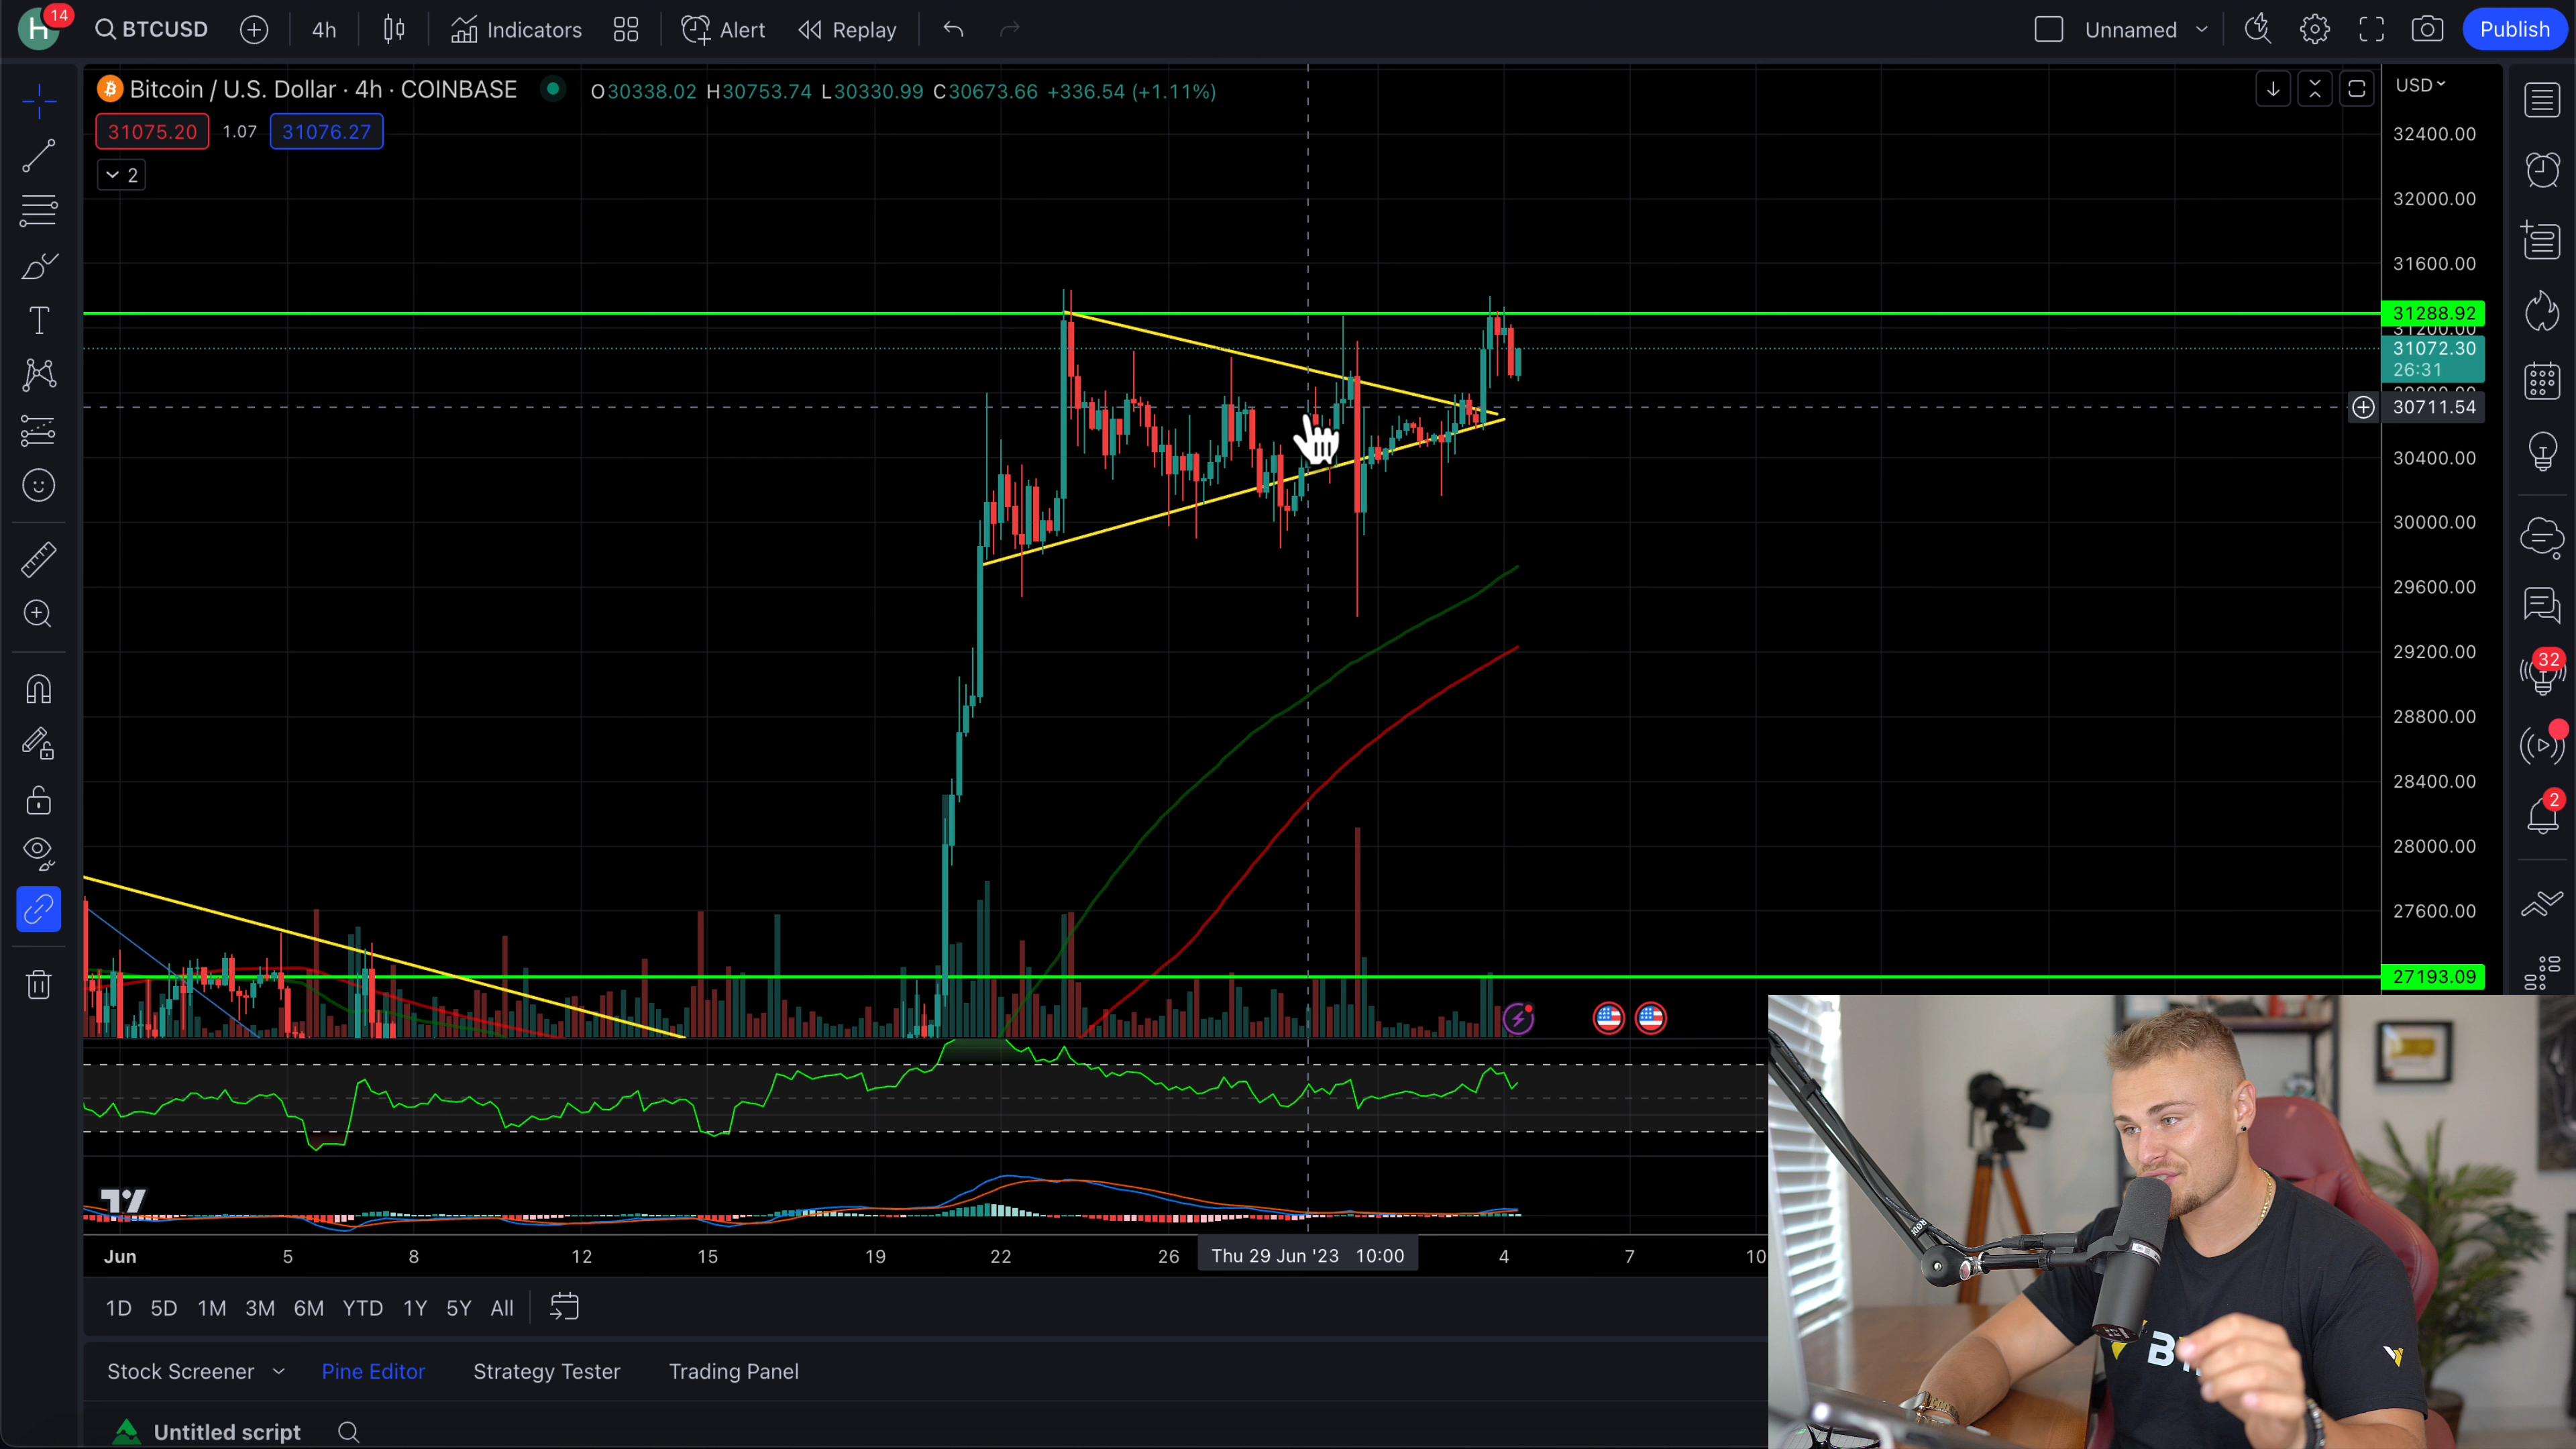 H 14 BTCUSD 4h Indicators Alert Replay Unnamed Publish
Bitcoin / U.S. Dollar · 4h · COINBASE O30338.02 H30753.74 L30330.99 C30673.66 +336.54 (+1.11%) USD
31075.20 1.07 31076.27
2
32400.00
32000.00
31600.00
31288.92
31200.00
31072.30
26:31
30711.54
30400.00
30000.00
29600.00
29200.00
28800.00
28400.00
28000.00
27600.00
27193.09
32
2
Jun 5 8 12 15 19 22 26 Thu 29 Jun '23 10:00 4 7 10
1D 5D 1M 3M 6M YTD 1Y 5Y All
Stock Screener Pine Editor Strategy Tester Trading Panel
Untitled script
RODE